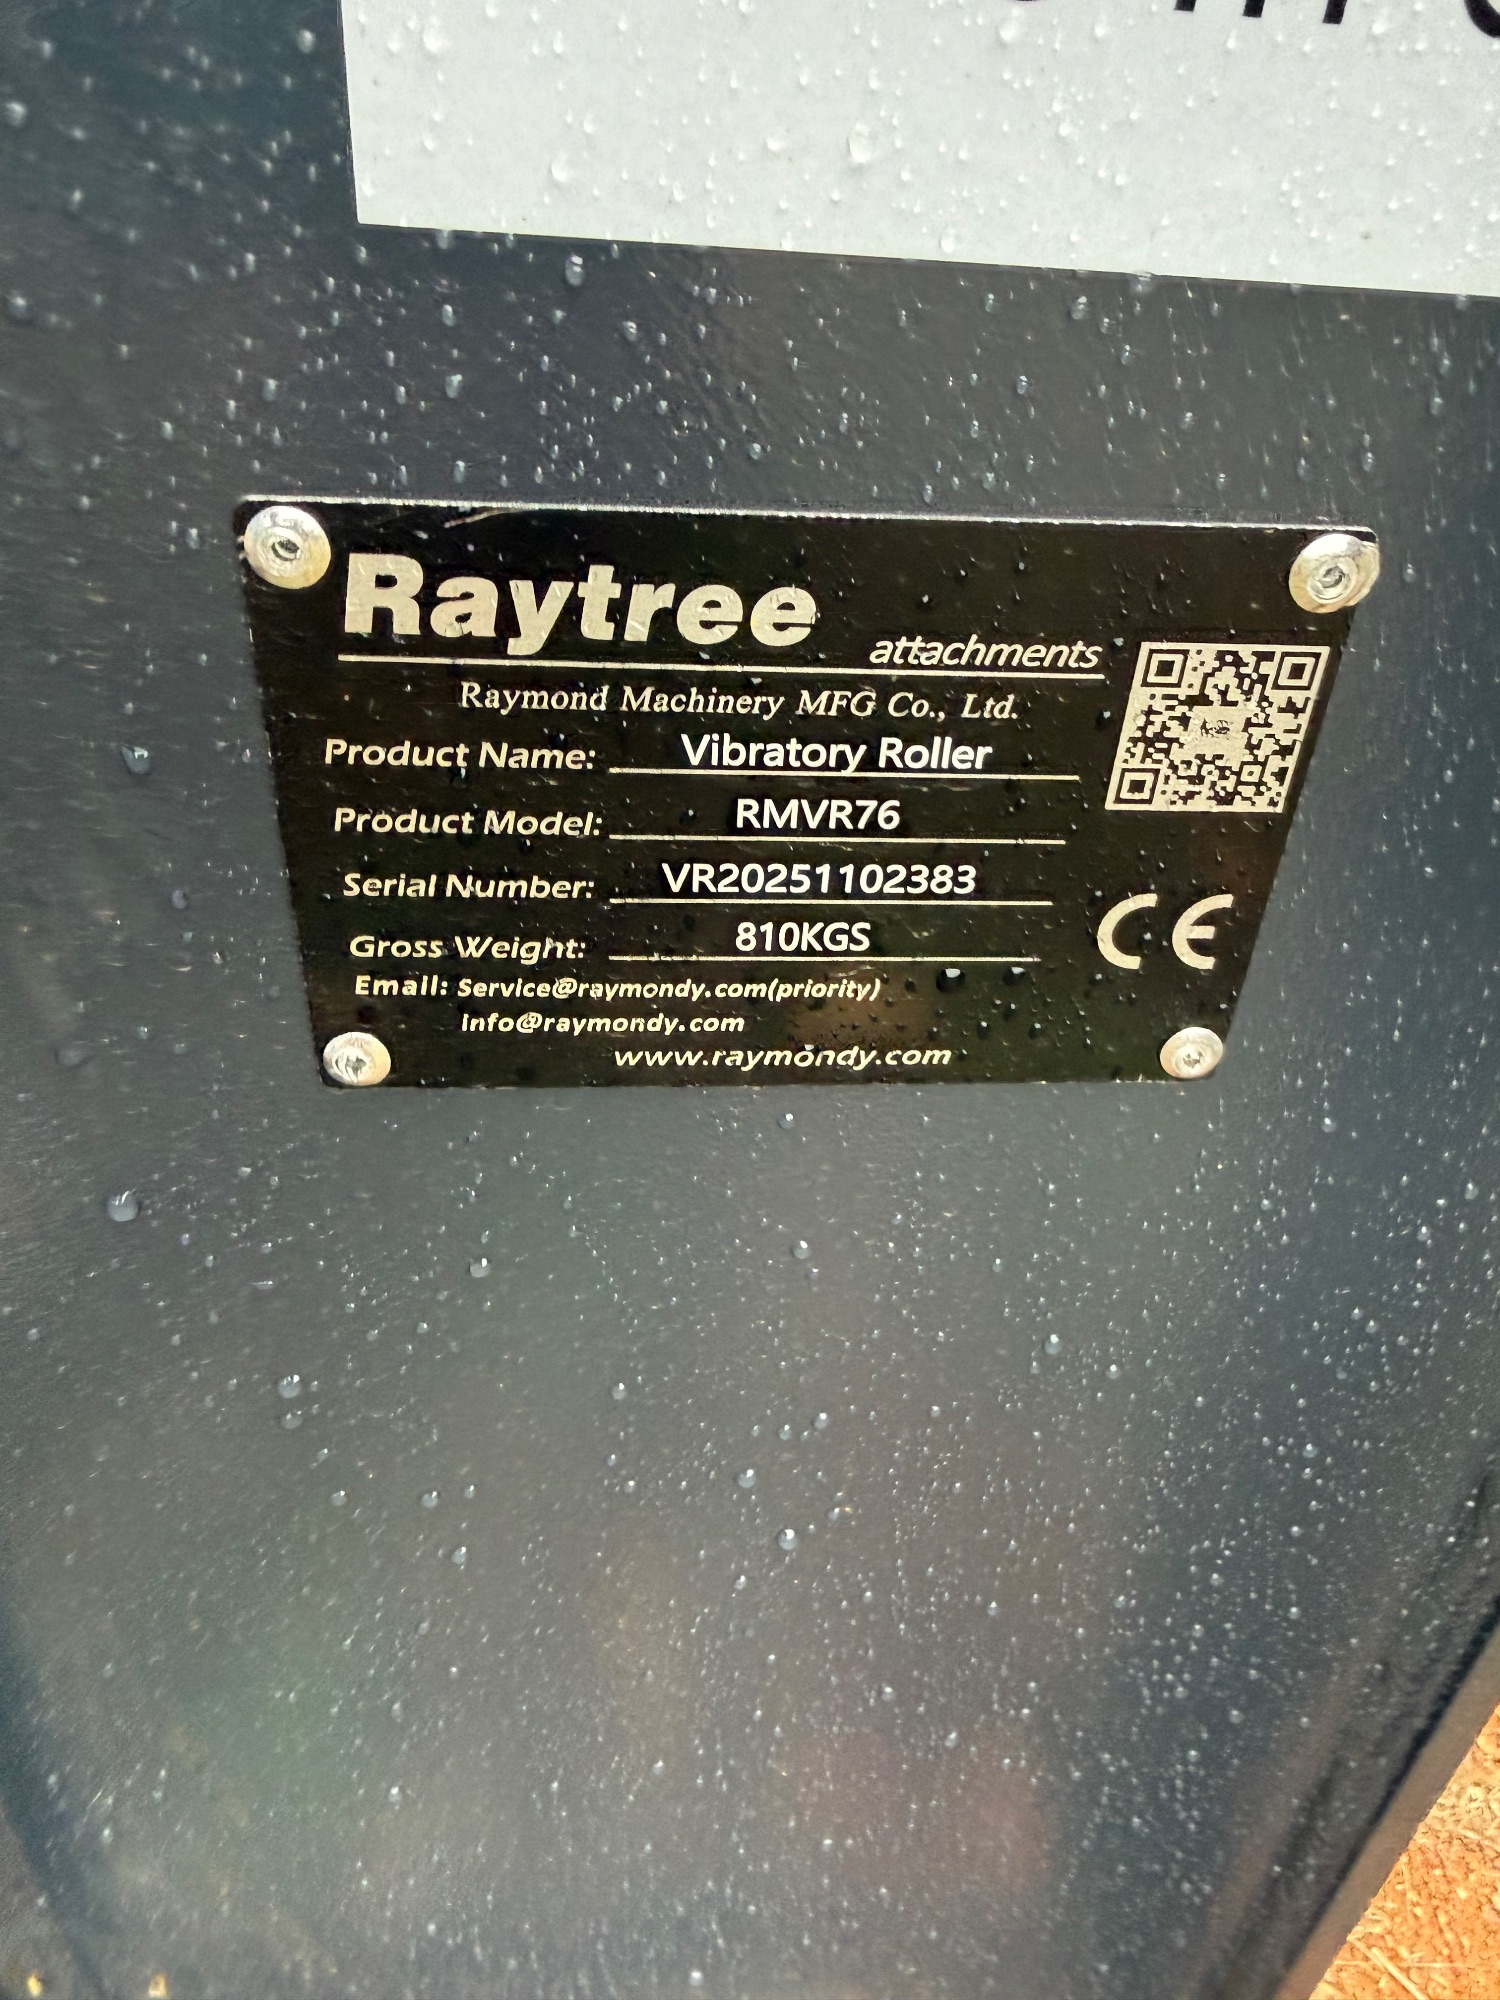 Raytree
attachments
Raymond Machinery MFG Co., Ltd.
Product Name: Vibratory Roller
Product Model: RMVR76
Serial Number: VR20251102383
Gross Weight: 810KGS
CE
Email: Service@raymondy.com(priority)
info@raymondy.com
www.raymondy.com